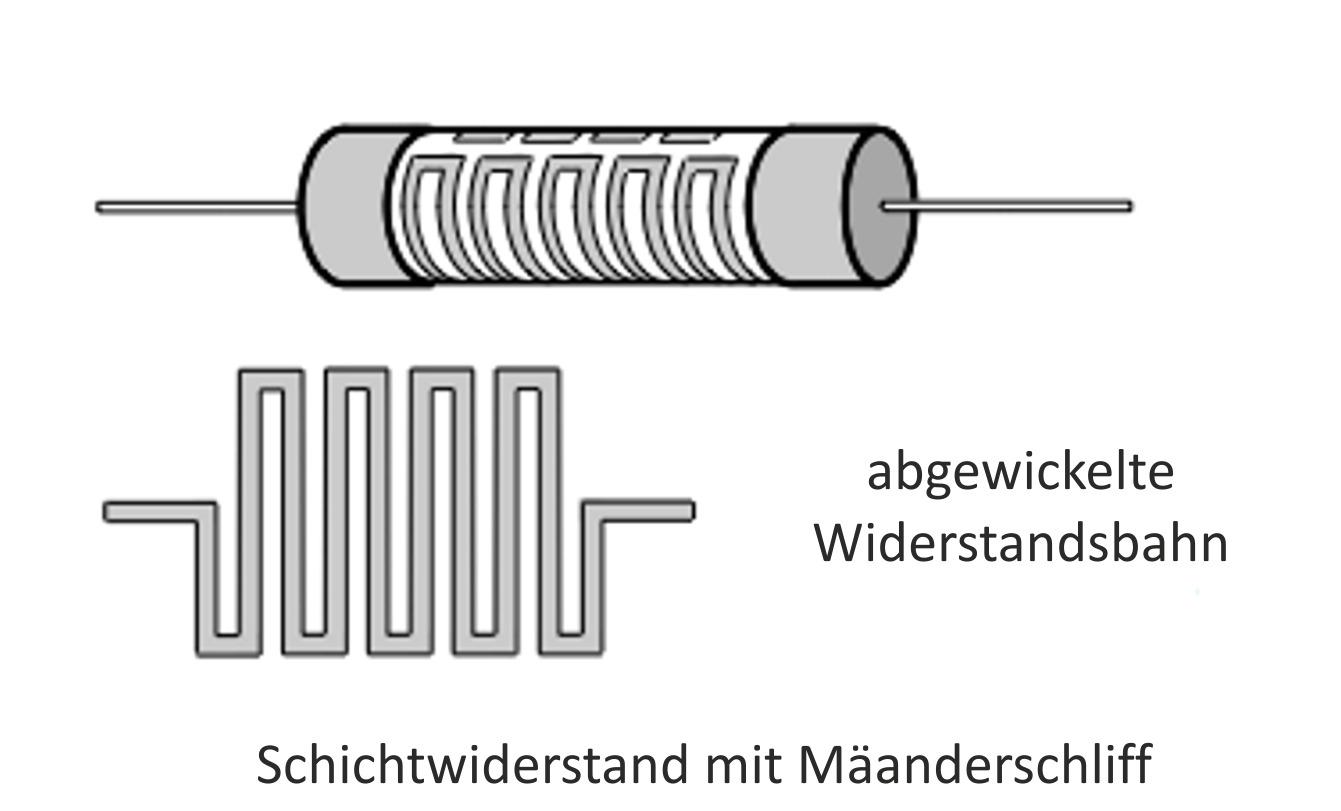 abgewickelte
Widerstandsbahn
Schichtwiderstand mit Mäanderschliff